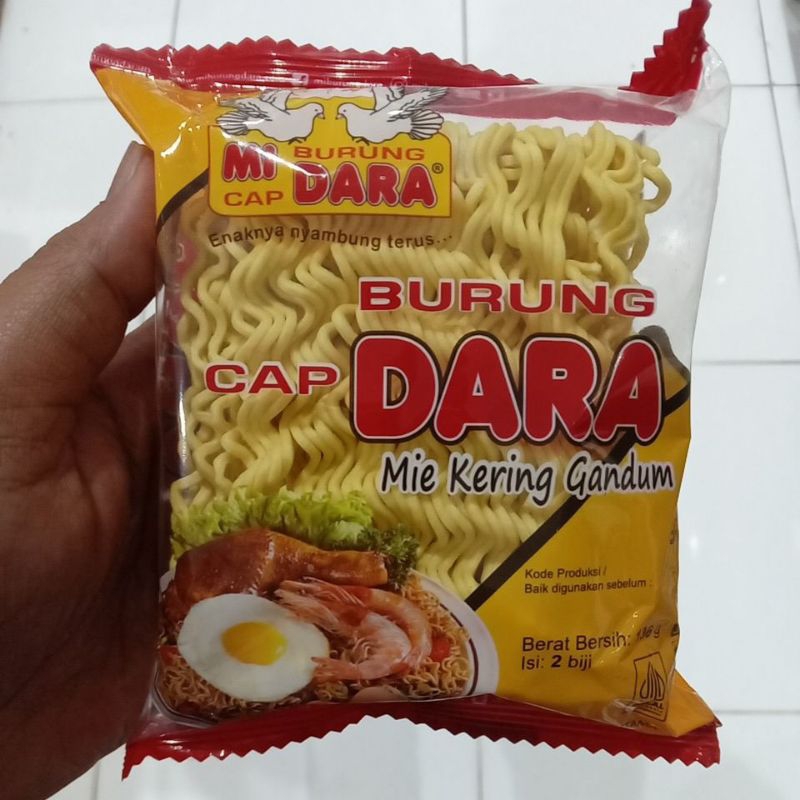 MI BURUNG
CAP DARA®
Enaknya nyambung terus...
BURUNG
CAP DARA
Mie Kering Gandum
Kode Produksi /
Baik digunakan sebelum :
Berat Bersih: 136 g
Isi: 2 biji